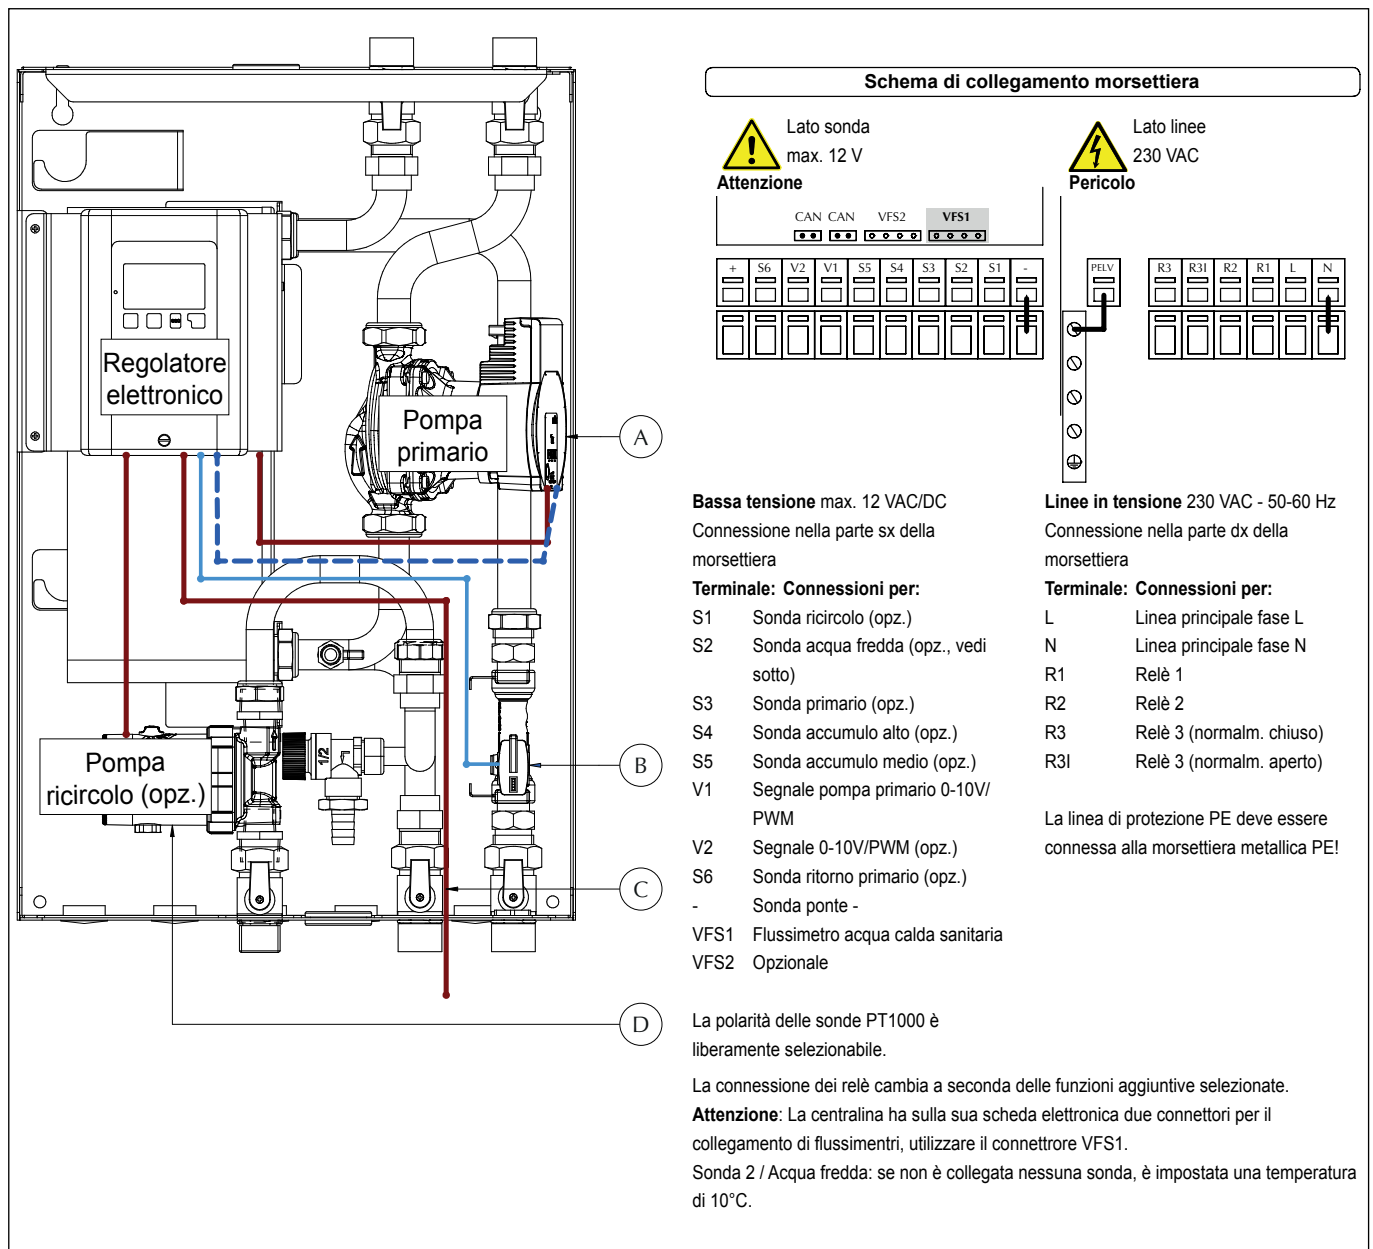 Schema di collegamento morsettiera
Lato sonda
max. 12 V
Attenzione
Lato linee
230 VAC
Pericolo
CAN CAN VFS2 VFS1
+ S6 V2 V1 S5 S4 S3 S2 S1 -
PELV
R3 R3I R2 R1 L N
Regolatore
elettronico
Pompa
primario
A
Pompa
ricircolo (opz.)
1/2
B
C
D
Bassa tensione max. 12 VAC/DC
Connessione nella parte sx della
morsettiera
Terminale: Connessioni per:
S1 Sonda ricircolo (opz.)
S2 Sonda acqua fredda (opz., vedi
sotto)
S3 Sonda primario (opz.)
S4 Sonda accumulo alto (opz.)
S5 Sonda accumulo medio (opz.)
V1 Segnale pompa primario 0-10V/
PWM
V2 Segnale 0-10V/PWM (opz.)
S6 Sonda ritorno primario (opz.)
- Sonda ponte -
VFS1 Flussimetro acqua calda sanitaria
VFS2 Opzionale
Linee in tensione 230 VAC - 50-60 Hz
Connessione nella parte dx della
morsettiera
Terminale: Connessioni per:
L Linea principale fase L
N Linea principale fase N
R1 Relè 1
R2 Relè 2
R3 Relè 3 (normalm. chiuso)
R3I Relè 3 (normalm. aperto)
La linea di protezione PE deve essere
connessa alla morsettiera metallica PE!
La polarità delle sonde PT1000 è
liberamente selezionabile.
La connessione dei relè cambia a seconda delle funzioni aggiuntive selezionate.
Attenzione: La centralina ha sulla sua scheda elettronica due connettori per il
collegamento di flussimentri, utilizzare il connettrore VFS1.
Sonda 2 / Acqua fredda: se non è collegata nessuna sonda, è impostata una temperatura
di 10°C.